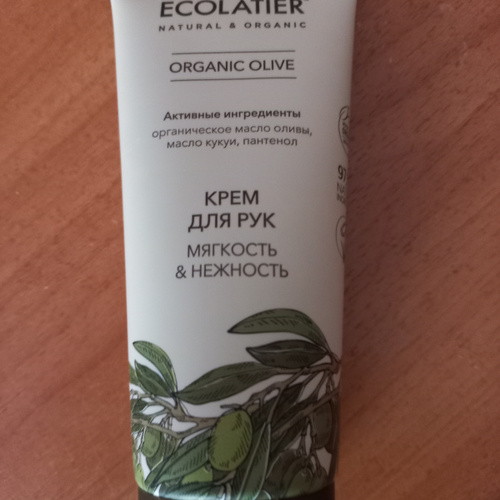 ECOLATIER
NATURAL & ORGANIC
ORGANIC OLIVE
Активные ингредиенты
органическое масло оливы,
масло кукуи, пантенол
КРЕМ
ДЛЯ РУК
МЯГКОСТЬ
& НЕЖНОСТЬ